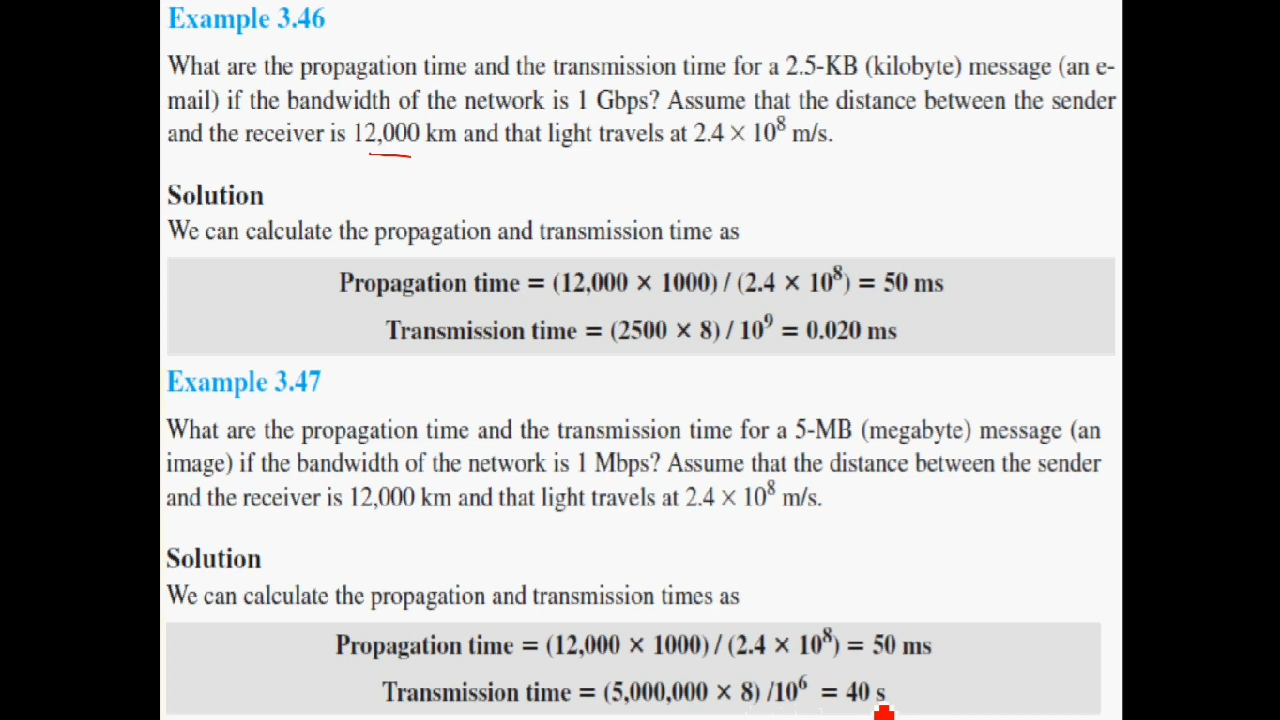 Example 3.46
What are the propagation time and the transmission time for a 2.5-KB (kilobyte) message (an e-
mail) if the bandwidth of the network is 1 Gbps? Assume that the distance between the sender
and the receiver is 12,000 km and that light travels at 2.4 × 10⁸ m/s.
Solution
We can calculate the propagation and transmission time as
Propagation time = (12,000 × 1000) / (2.4 × 10⁸) = 50 ms
Transmission time = (2500 × 8) / 10⁹ = 0.020 ms
Example 3.47
What are the propagation time and the transmission time for a 5-MB (megabyte) message (an
image) if the bandwidth of the network is 1 Mbps? Assume that the distance between the sender
and the receiver is 12,000 km and that light travels at 2.4 × 10⁸ m/s.
Solution
We can calculate the propagation and transmission times as
Propagation time = (12,000 × 1000) / (2.4 × 10⁸) = 50 ms
Transmission time = (5,000,000 × 8) /10⁶ = 40 s